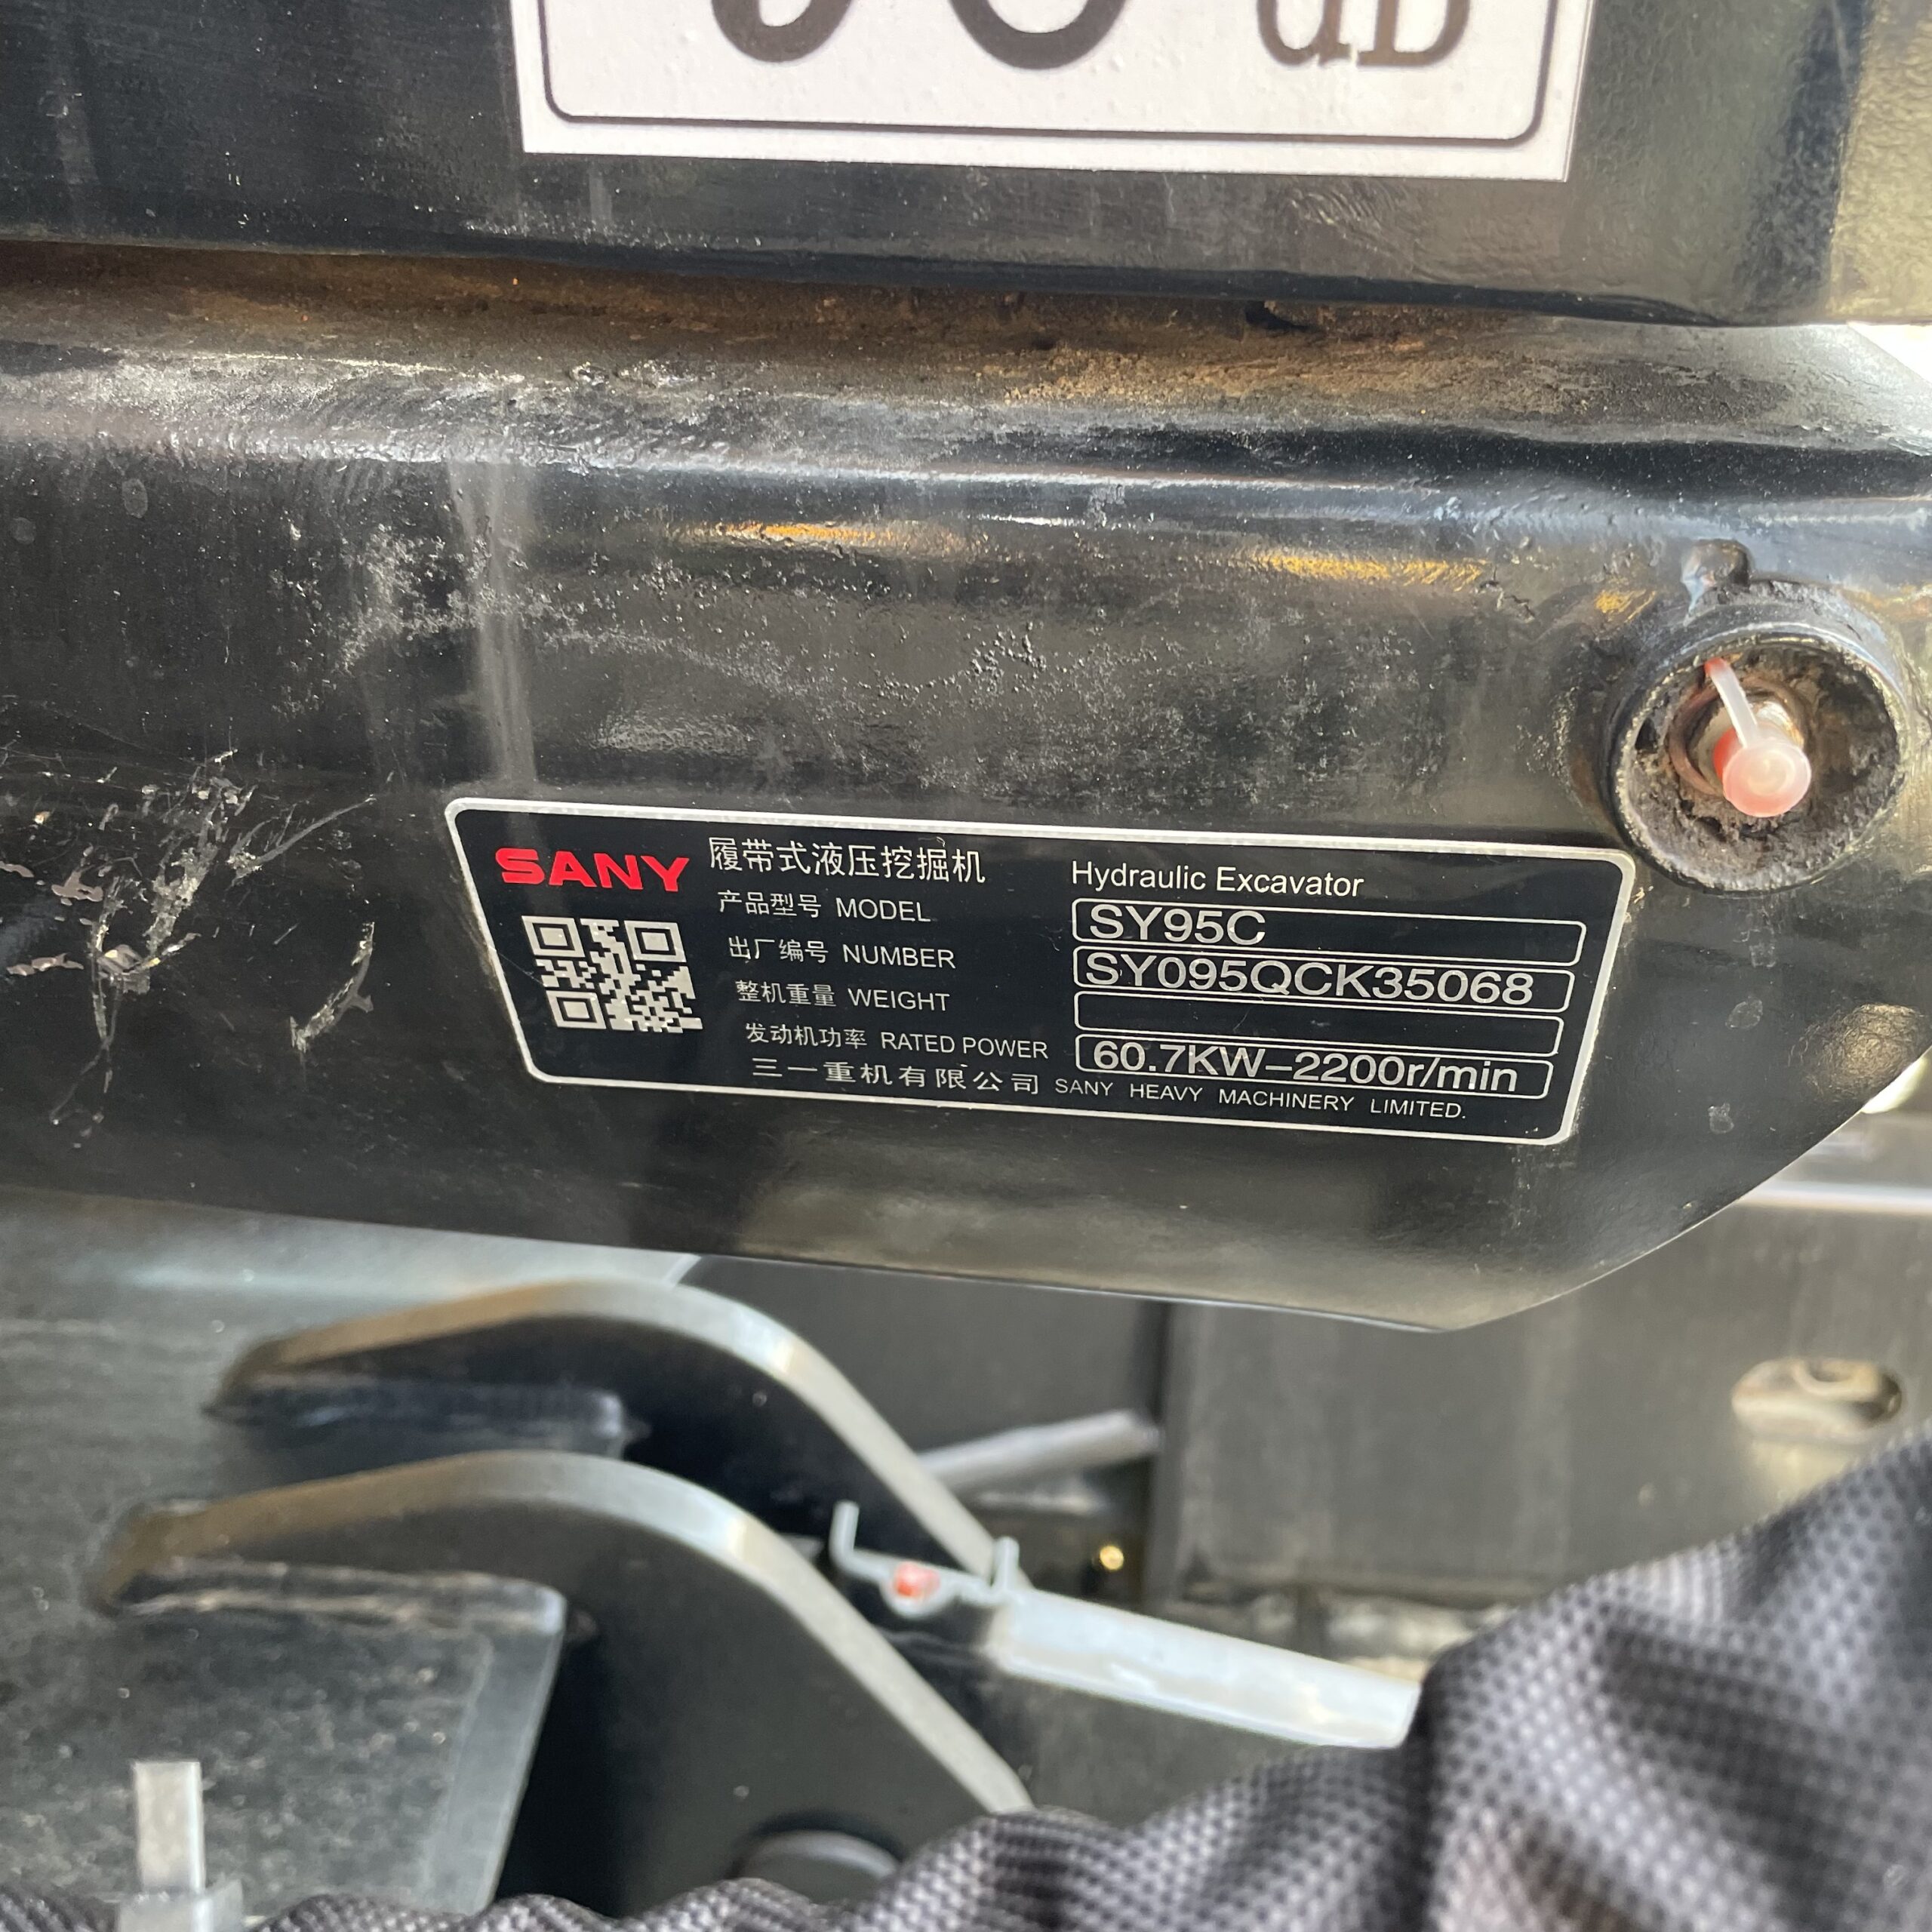 dB
SANY 履带式液压挖掘机 Hydraulic Excavator
产品型号 MODEL SY95C
出厂编号 NUMBER SY095QCK35068
整机重量 WEIGHT
发动机功率 RATED POWER 60.7KW-2200r/min
三一重机有限公司 SANY HEAVY MACHINERY LIMITED.